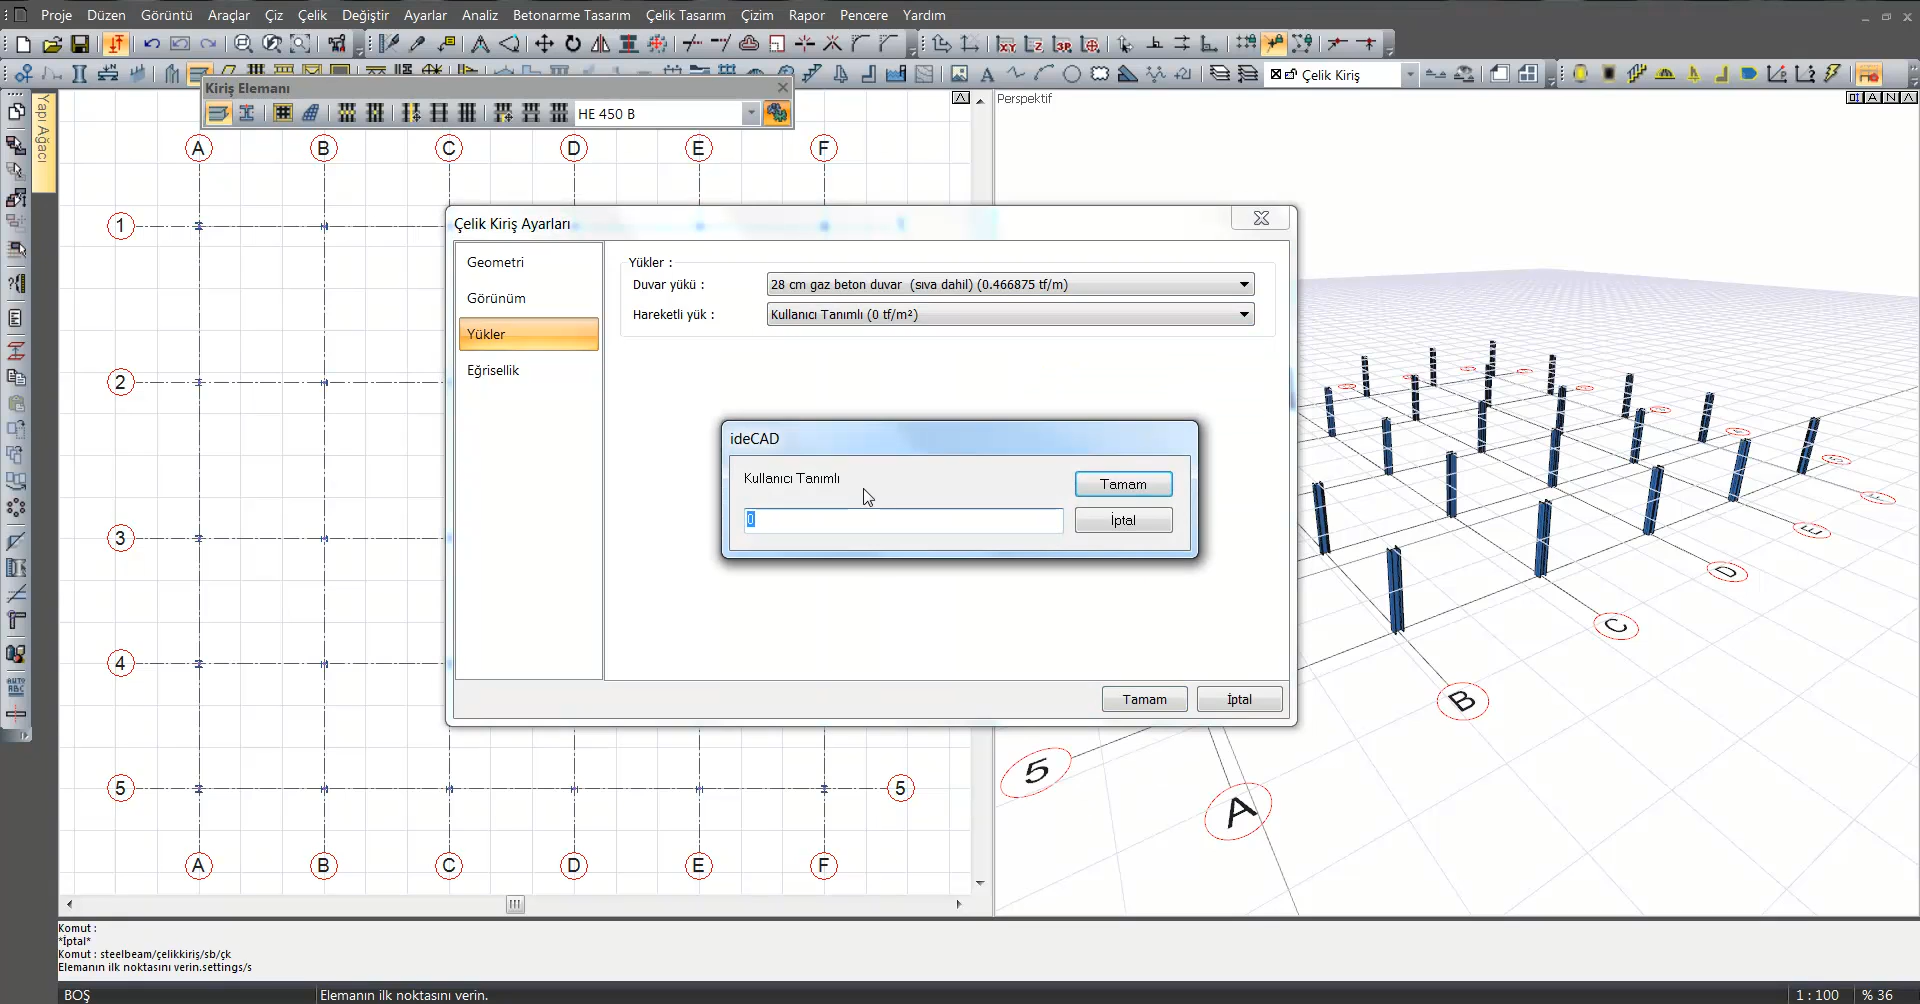 Proje Düzen Görüntü Araçlar Çiz Çelik Değiştir Ayarlar Analiz Betonarme Tasarım Çelik Tasarım Çizim Rapor Pencere Yardım
Çelik Kiriş
Kiriş Elemanı
HE 450 B
Yapı Ağacı
Perspektif
A B C D E F
1
2
3
4
5 5
A B C D E F
Çelik Kiriş Ayarları
Geometri
Görünüm
Yükler
Eğrisellik
Yükler :
Duvar yükü : 28 cm gaz beton duvar (sıva dahil) (0.466875 tf/m)
Hareketli yük : Kullanıcı Tanımlı (0 tf/m²)
ideCAD
Kullanıcı Tanımlı
0
Tamam
İptal
Tamam İptal
E
D
C
B
5
A
Komut :
*İptal*
Komut : steelbeam/çelikkiriş/sb/çk
Elemanın ilk noktasını verin.settings/s
BOŞ Elemanın ilk noktasını verin. 1 : 100 % 36